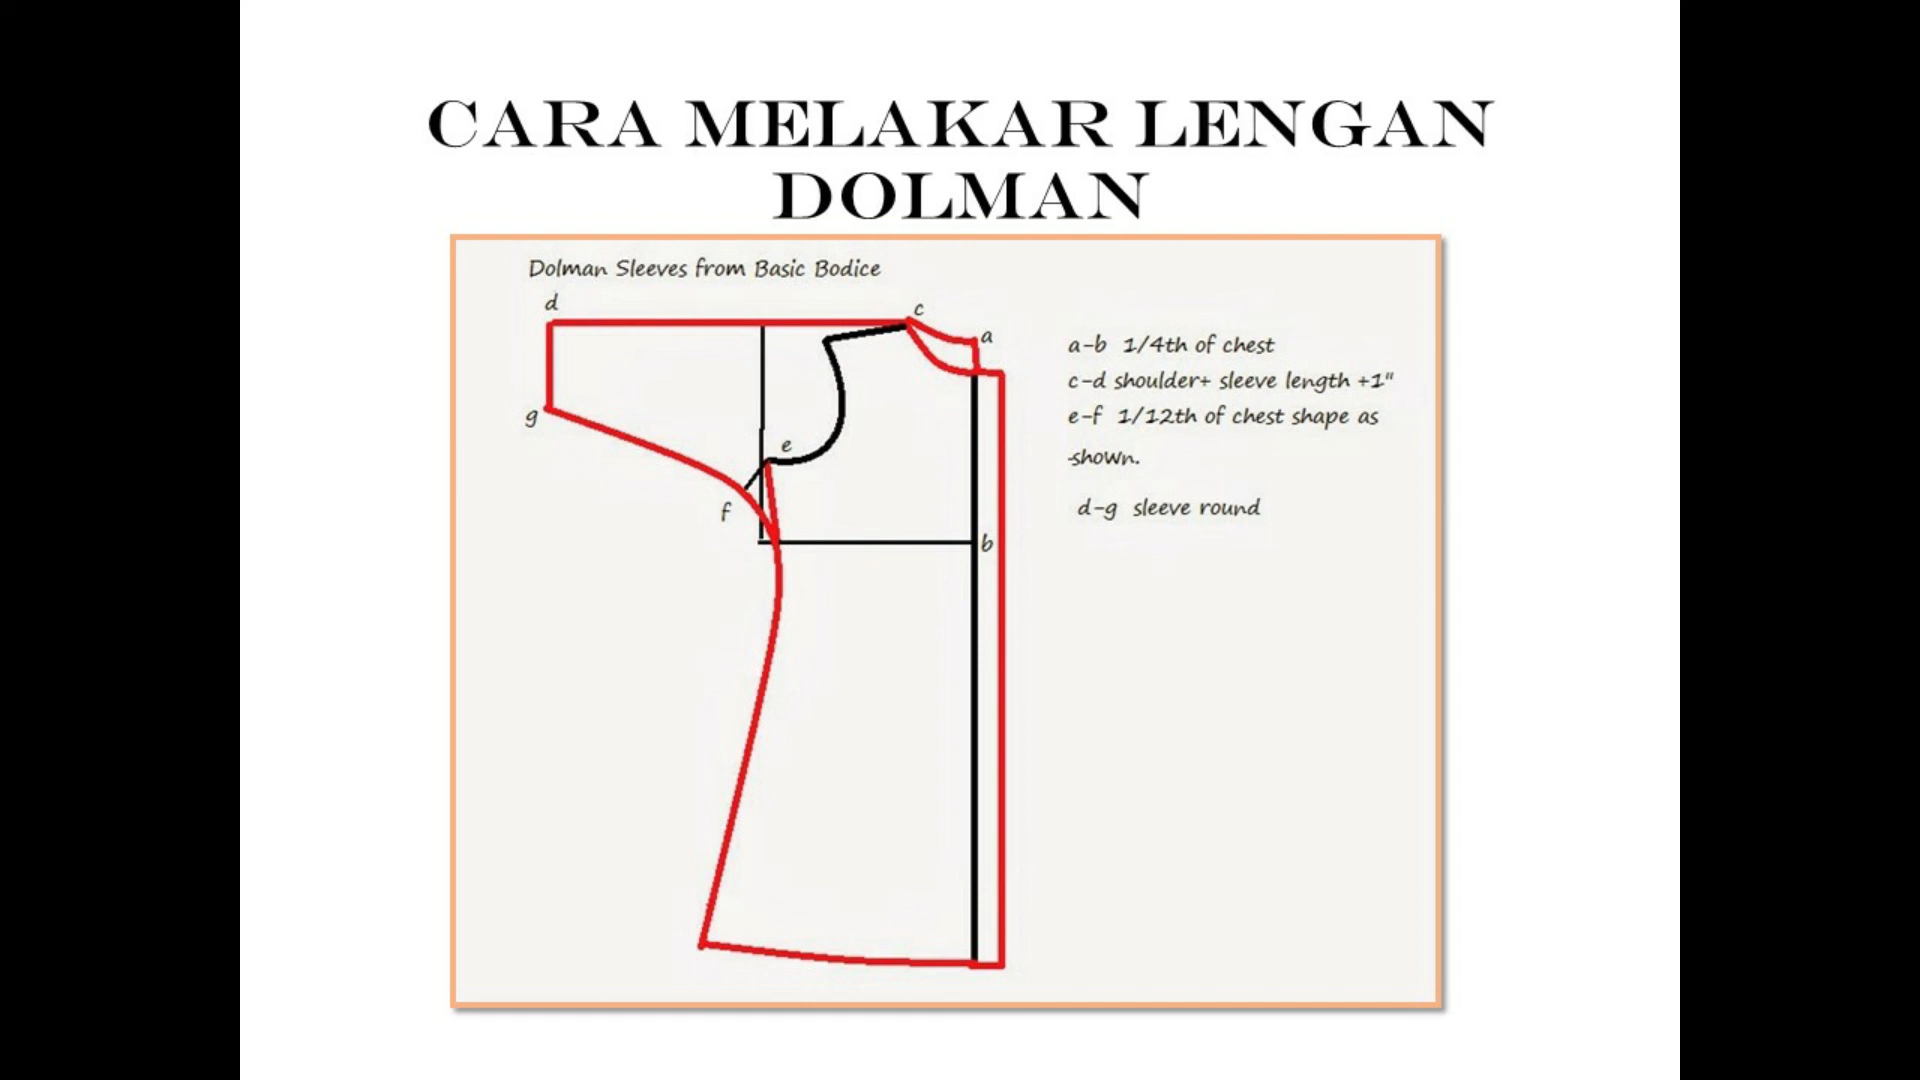 CARA MELAKAR LENGAN
DOLMAN
Dolman Sleeves from Basic Bodice
d
c
a
a-b 1/4th of chest
c-d shoulder+ sleeve length +1"
g
e-f 1/12th of chest shape as
e
shown.
f
d-g sleeve round
b